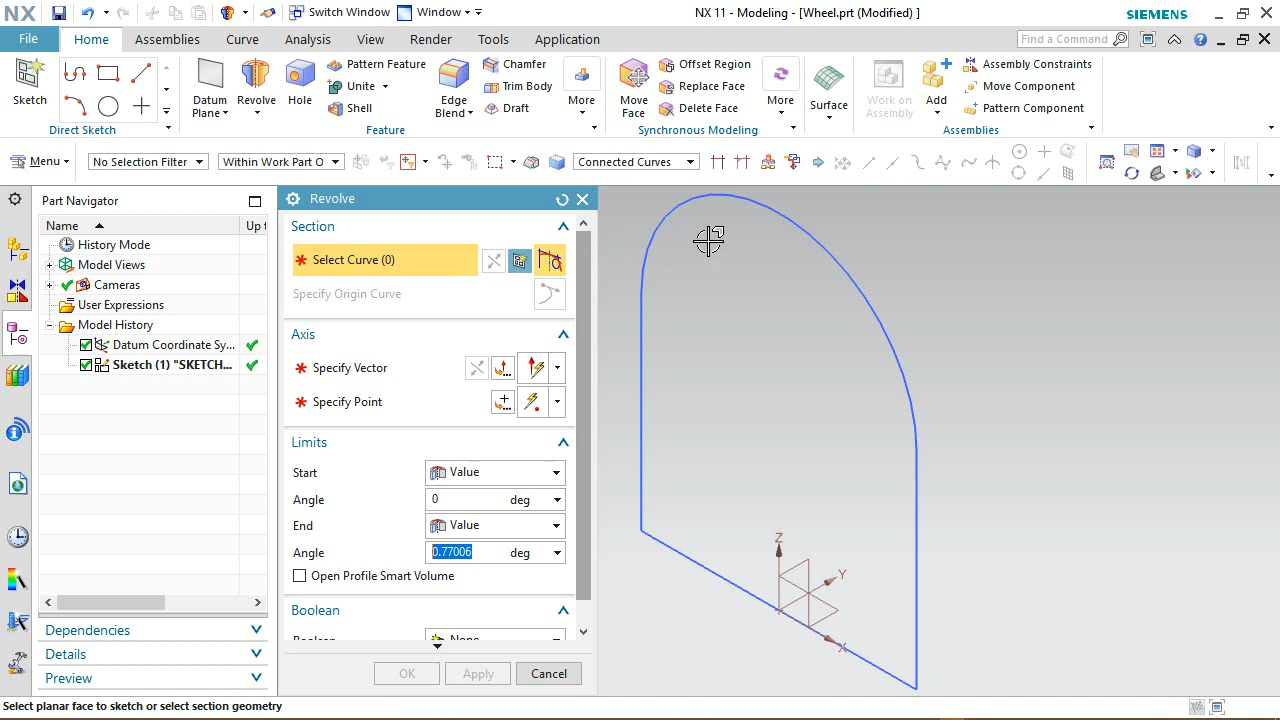 NX
Switch Window
Window
NX 11 - Modeling - [Wheel.prt (Modified) ]
SIEMENS
File
Home
Assemblies
Curve
Analysis
View
Render
Tools
Application
Find a Command
Sketch
Direct Sketch
Datum
Plane
Revolve
Hole
Pattern Feature
Unite
Shell
Edge
Blend
Chamfer
Trim Body
Draft
More
Feature
Move
Face
Offset Region
Replace Face
Delete Face
More
Synchronous Modeling
Surface
Work on
Assembly
Add
Assembly Constraints
Move Component
Pattern Component
Assemblies
Menu
No Selection Filter
Within Work Part O
Connected Curves
Part Navigator
Name
Up t
History Mode
Model Views
Cameras
User Expressions
Model History
Datum Coordinate Sy...
Sketch (1) "SKETCH...
Dependencies
Details
Preview
Revolve
Section
* Select Curve (0)
Specify Origin Curve
Axis
* Specify Vector
* Specify Point
Limits
Start
Value
Angle
0
deg
End
Value
Angle
0.77006
deg
Open Profile Smart Volume
Boolean
OK
Apply
Cancel
Z
Y
X
Select planar face to sketch or select section geometry